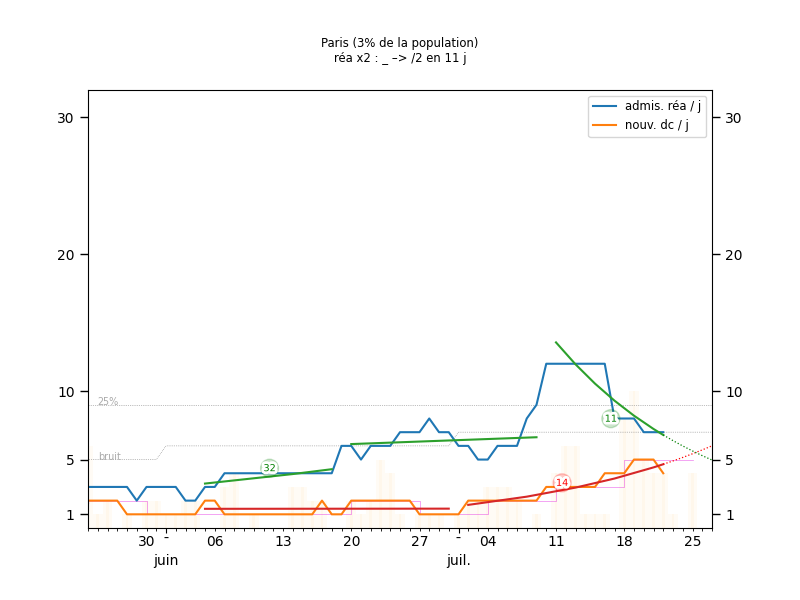 Paris (3% de la population)
réa x2 : _ –> /2 en 11 j
admis. réa / j
nouv. dc / j
30 30
20 20
10 10
25%
11
5 bruit 32 5
14
1 1
30 - 06 13 20 27 - 04 11 18 25
juin juil.